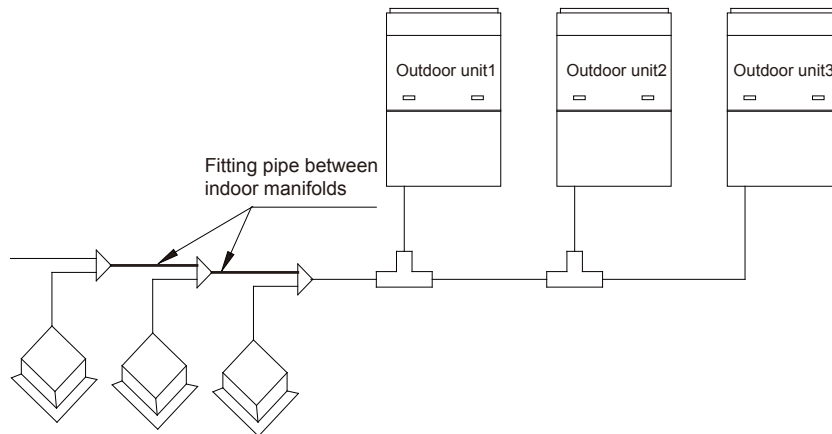 Outdoor unit1
Outdoor unit2
Outdoor unit3
Fitting pipe between
indoor manifolds